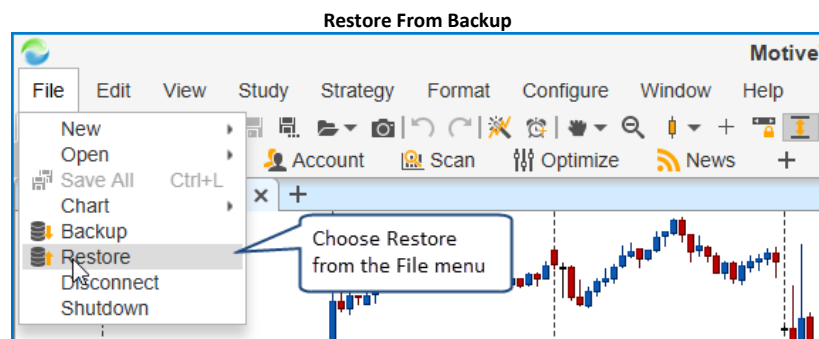 Restore From Backup
Motive
File Edit View Study Strategy Format Configure Window Help
New
Open
Account Scan Optimize News
Save All Ctrl+L
Chart
Backup
Restore
Disconnect
Shutdown
Choose Restore
from the File menu